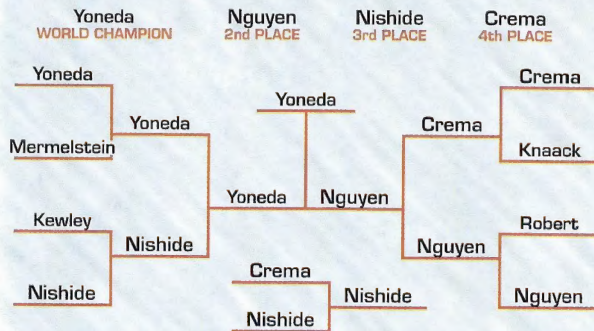 Yoneda Nguyen Nishide Crema
WORLD CHAMPION 2nd PLACE 3rd PLACE 4th PLACE
Yoneda Crema
Yoneda
Yoneda Crema
Mermelstein Knaack
Yoneda Nguyen
Kewley Robert
Nishide Nguyen
Crema
Nishide Nishide Nguyen
Nishide